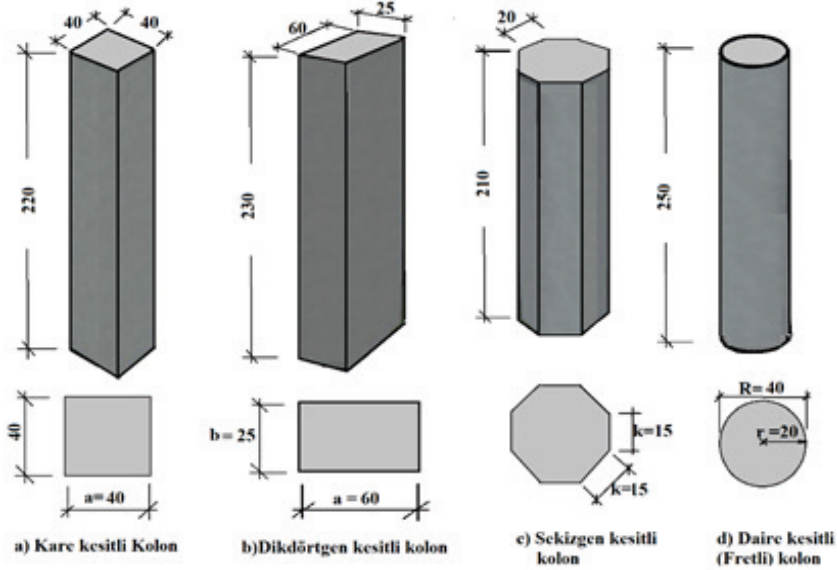 40 40
220
60 25
230
20
210
250
40
a= 40
b = 25
a = 60
k=15
k=15
R= 40
r =20
a) Kare kesitli Kolon
b)Dikdörtgen kesitli kolon
c) Sekizgen kesitli
kolon
d) Daire kesitli
(Fretli) kolon